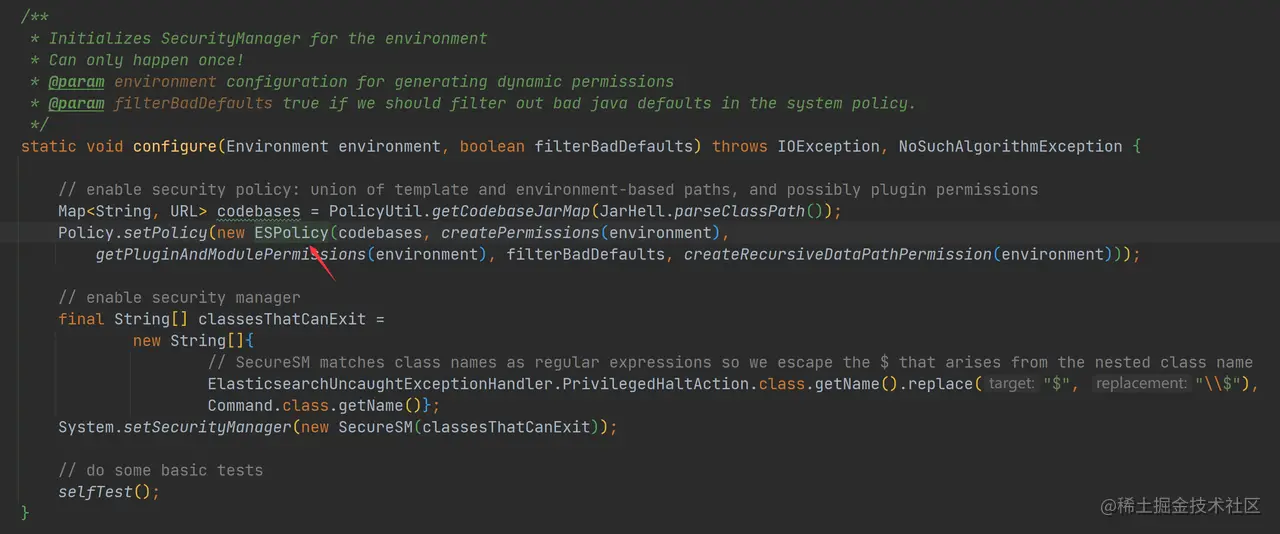 /**
 * Initializes SecurityManager for the environment
 * Can only happen once!
 * @param environment configuration for generating dynamic permissions
 * @param filterBadDefaults true if we should filter out bad java defaults in the system policy.
 */
static void configure(Environment environment, boolean filterBadDefaults) throws IOException, NoSuchAlgorithmException {
// enable security policy: union of template and environment-based paths, and possibly plugin permissions
Map<String, URL> codebases = PolicyUtil.getCodebaseJarMap(JarHell.parseClassPath());
Policy.setPolicy(new ESPolicy(codebases, createPermissions(environment),
getPluginAndModulePermissions(environment), filterBadDefaults, createRecursiveDataPathPermission(environment)));
// enable security manager
final String[] classesThatCanExit =
new String[]{
// SecureSM matches class names as regular expressions so we escape the $ that arises from the nested class name
ElasticsearchUncaughtExceptionHandler.PrivilegedHaltAction.class.getName().replace( target: "$", replacement: "\\$"),
Command.class.getName()};
System.setSecurityManager(new SecureSM(classesThatCanExit));
// do some basic tests
selfTest();
}
@稀土掘金技术社区